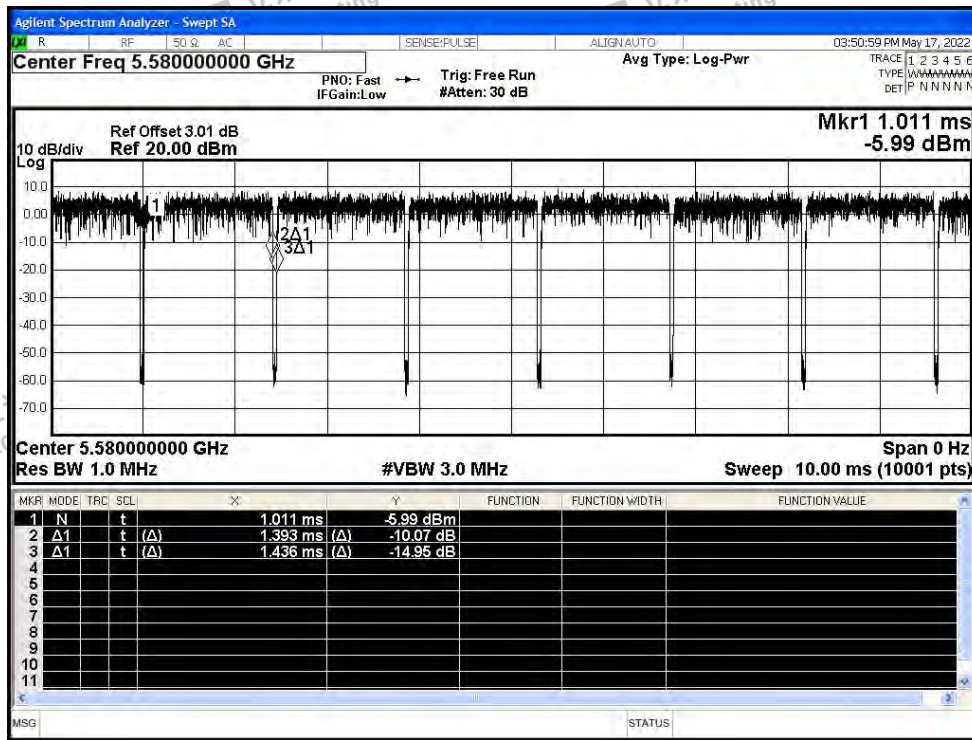 Agilent Spectrum Analyzer - Swept SA
LXI R RF 50 Ω AC SENSE:PULSE ALIGNAUTO 03:50:59 PM May 17, 2022
Center Freq 5.580000000 GHz
Avg Type: Log-Pwr
TRACE 1 2 3 4 5 6
PNO: Fast Trig: Free Run
TYPE WWWWWW
IFGain:Low #Atten: 30 dB
DET P N N N N N
Mkr1 1.011 ms
Ref Offset 3.01 dB
-5.99 dBm
10 dB/div Ref 20.00 dBm
Log
10.0
0.00
-10.0
-20.0
-30.0
-40.0
-50.0
-60.0
-70.0
1
2Δ1
3Δ1
Center 5.5800000000 GHz Span 0 Hz
Res BW 1.0 MHz #VBW 3.0 MHz Sweep 10.00 ms (10001 pts)
MKR MODE TRC SCL X Y FUNCTION FUNCTION WIDTH FUNCTION VALUE
1 N t 1.011 ms -5.99 dBm
2 Δ1 t (Δ) 1.393 ms (Δ) -10.07 dB
3 Δ1 t (Δ) 1.436 ms (Δ) -14.95 dB
4
5
6
7
8
9
10
11
MSG STATUS